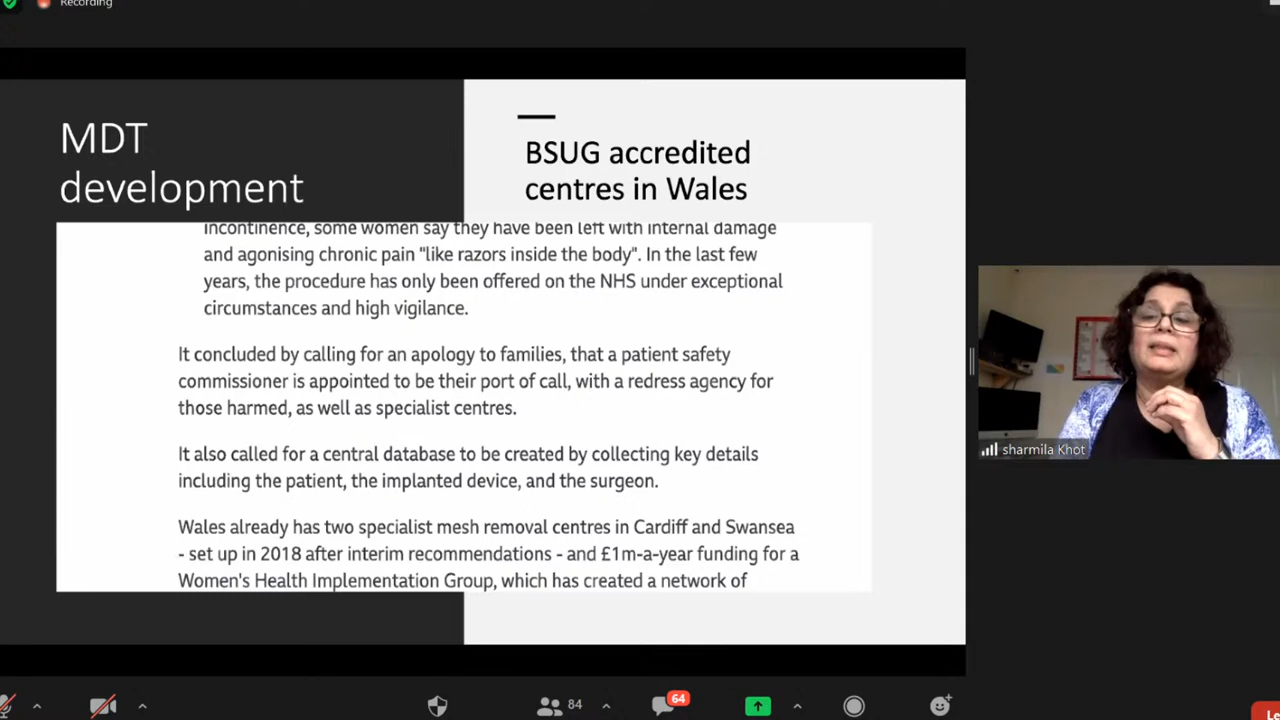 Recording
MDT
development
BSUG accredited
centres in Wales
incontinence, some women say they have been left with internal damage
and agonising chronic pain "like razors inside the body". In the last few
years, the procedure has only been offered on the NHS under exceptional
circumstances and high vigilance.
It concluded by calling for an apology to families, that a patient safety
commissioner is appointed to be their port of call, with a redress agency for
those harmed, as well as specialist centres.
It also called for a central database to be created by collecting key details
including the patient, the implanted device, and the surgeon.
Wales already has two specialist mesh removal centres in Cardiff and Swansea
- set up in 2018 after interim recommendations - and £1m-a-year funding for a
Women's Health Implementation Group, which has created a network of
sharmila Khot
84
64